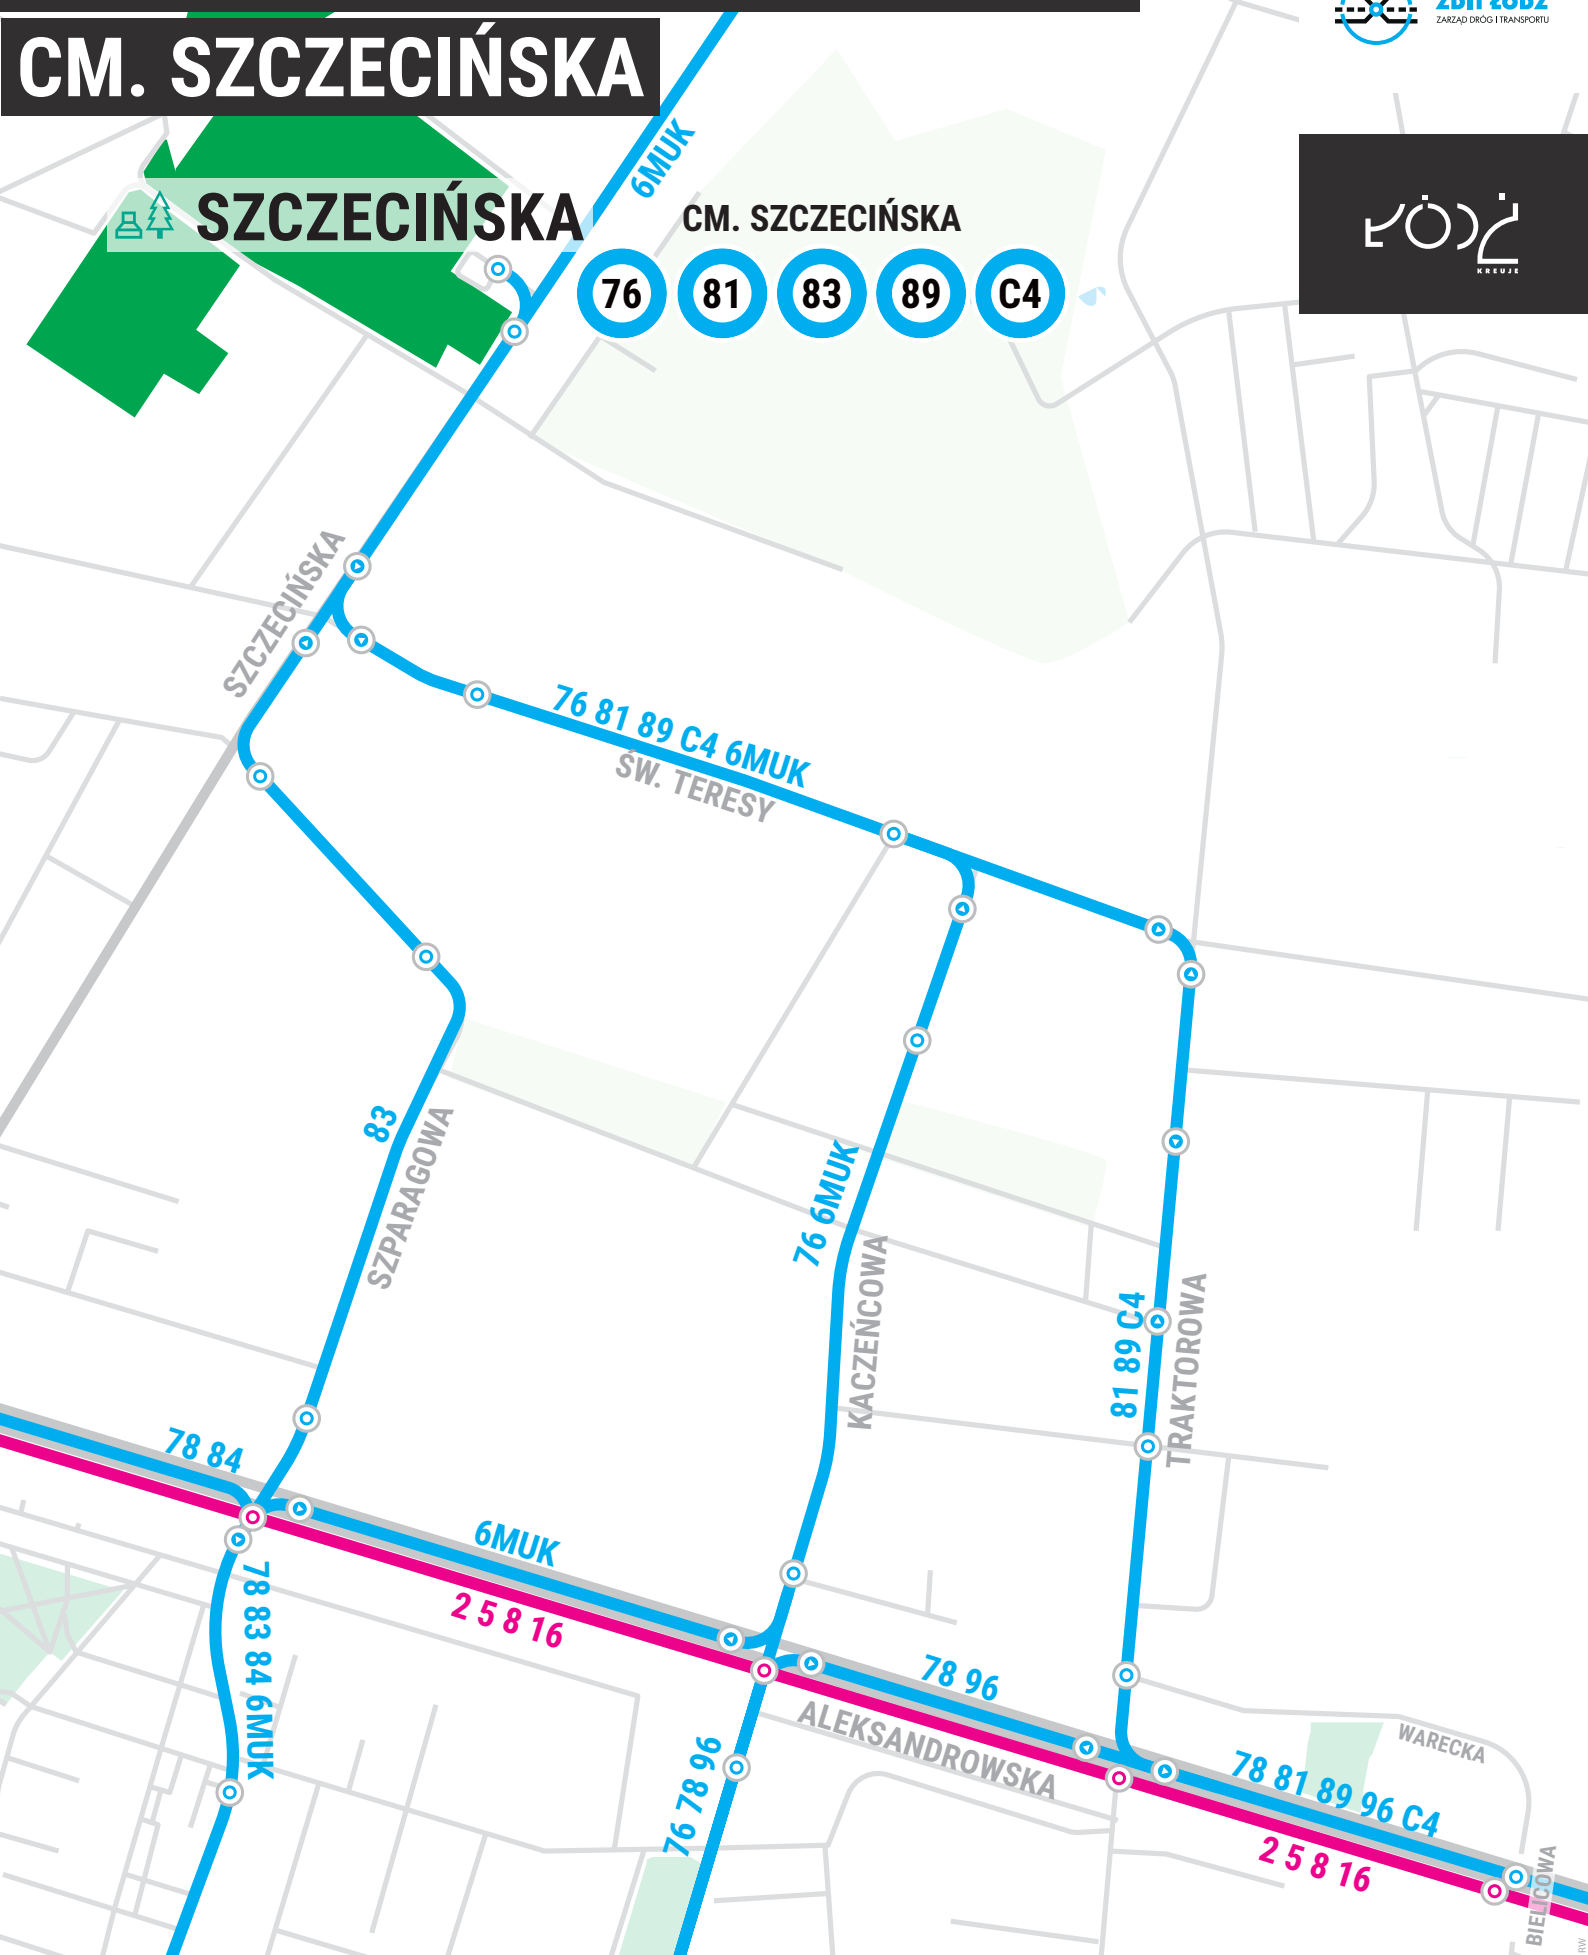 ZDiT ŁÓDŹ
ZARZĄD DRÓG I TRANSPORTU
CM. SZCZECIŃSKA
6MUK
SZCZECIŃSKA
CM. SZCZECIŃSKA
76 81 83 89 C4
KREUJE
SZCZECIŃSKA
76 81 89 C4 6MUK
ŚW. TERESY
83
SZPARAGOWA
76 6MUK
KACZEŃCOWA
81 89 C4
TRAKTOROWA
78 84
6MUK
2 5 8 16
78 83 84 6MUK
78 96
ALEKSANDROWSKA
76 78 96
WARECKA
78 81 89 96 C4
2 5 8 16
BIELICOWA
RW